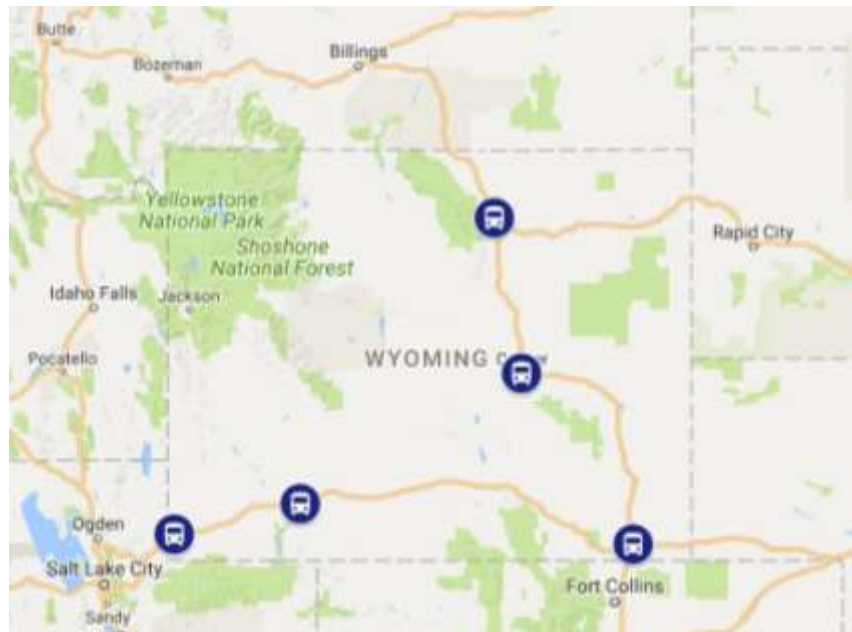 Butte
Billings
Bozeman
Yellowstone
National Park
Shoshone
National Forest
Rapid City
Idaho Falls
Jackson
Pocatello
WYOMING
Ogden
Salt Lake City
Fort Collins
Sandy